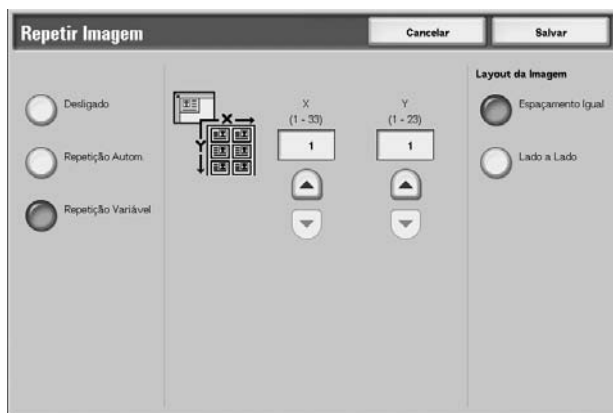 Repetir Imagem
Cancelar
Salvar
Desligado
Repetição Autom.
Repetição Variável
X
Y
X
(1 - 33)
1
Y
(1 - 23)
1
Layout da Imagem
Espaçamento Igual
Lado a Lado